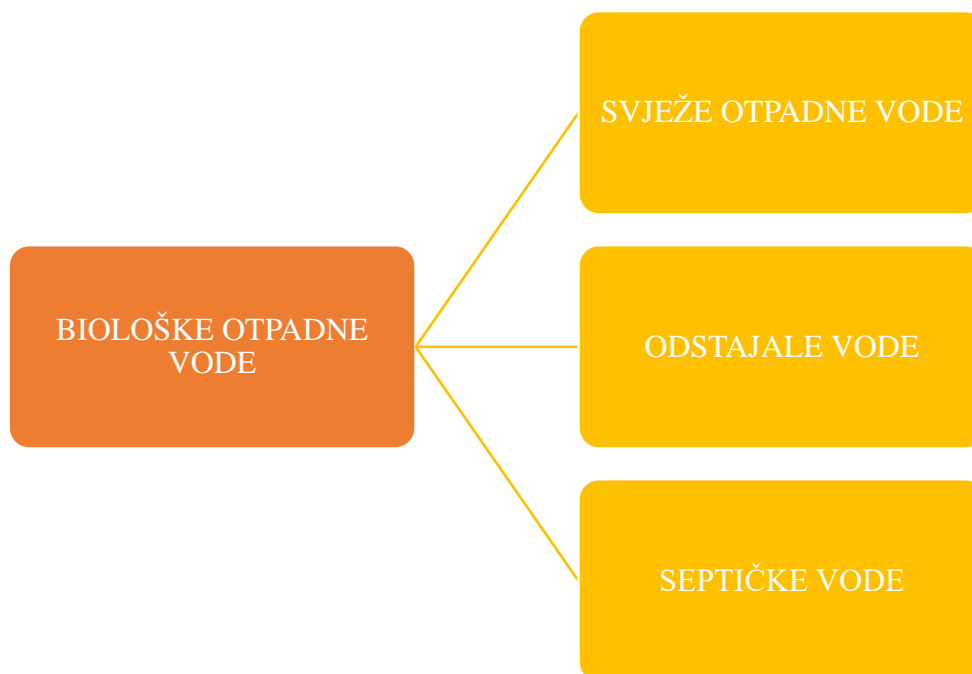 SVJEŽE OTPADNE VODE
BIOLOŠKE OTPADNE
VODE
ODSTAJALE VODE
SEPTIČKE VODE